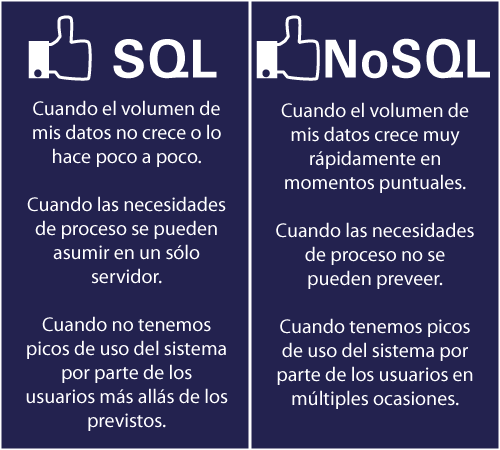 SQL
Cuando el volumen de
mis datos no crece o lo
hace poco a poco.
Cuando las necesidades
de proceso se pueden
asumir en un sólo
servidor.
Cuando no tenemos
picos de uso del sistema
por parte de los
usuarios más allás de los
previstos.
NoSQL
Cuando el volumen de
mis datos crece muy
rápidamente en
momentos puntuales.
Cuando las necesidades
de proceso no se
pueden preveer.
Cuando tenemos picos
de uso del sistema por
parte de los usuarios en
múltiples ocasiones.